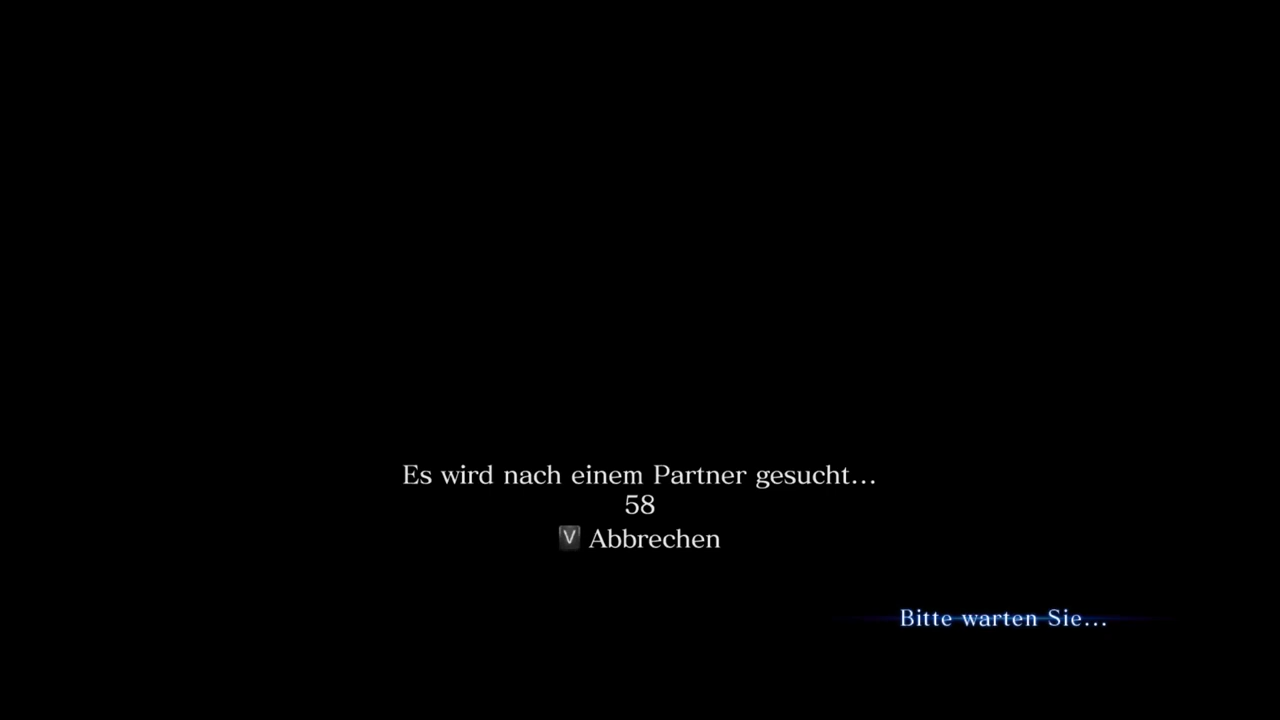 Es wird nach einem Partner gesucht...
58
V Abbrechen
Bitte warten Sie...